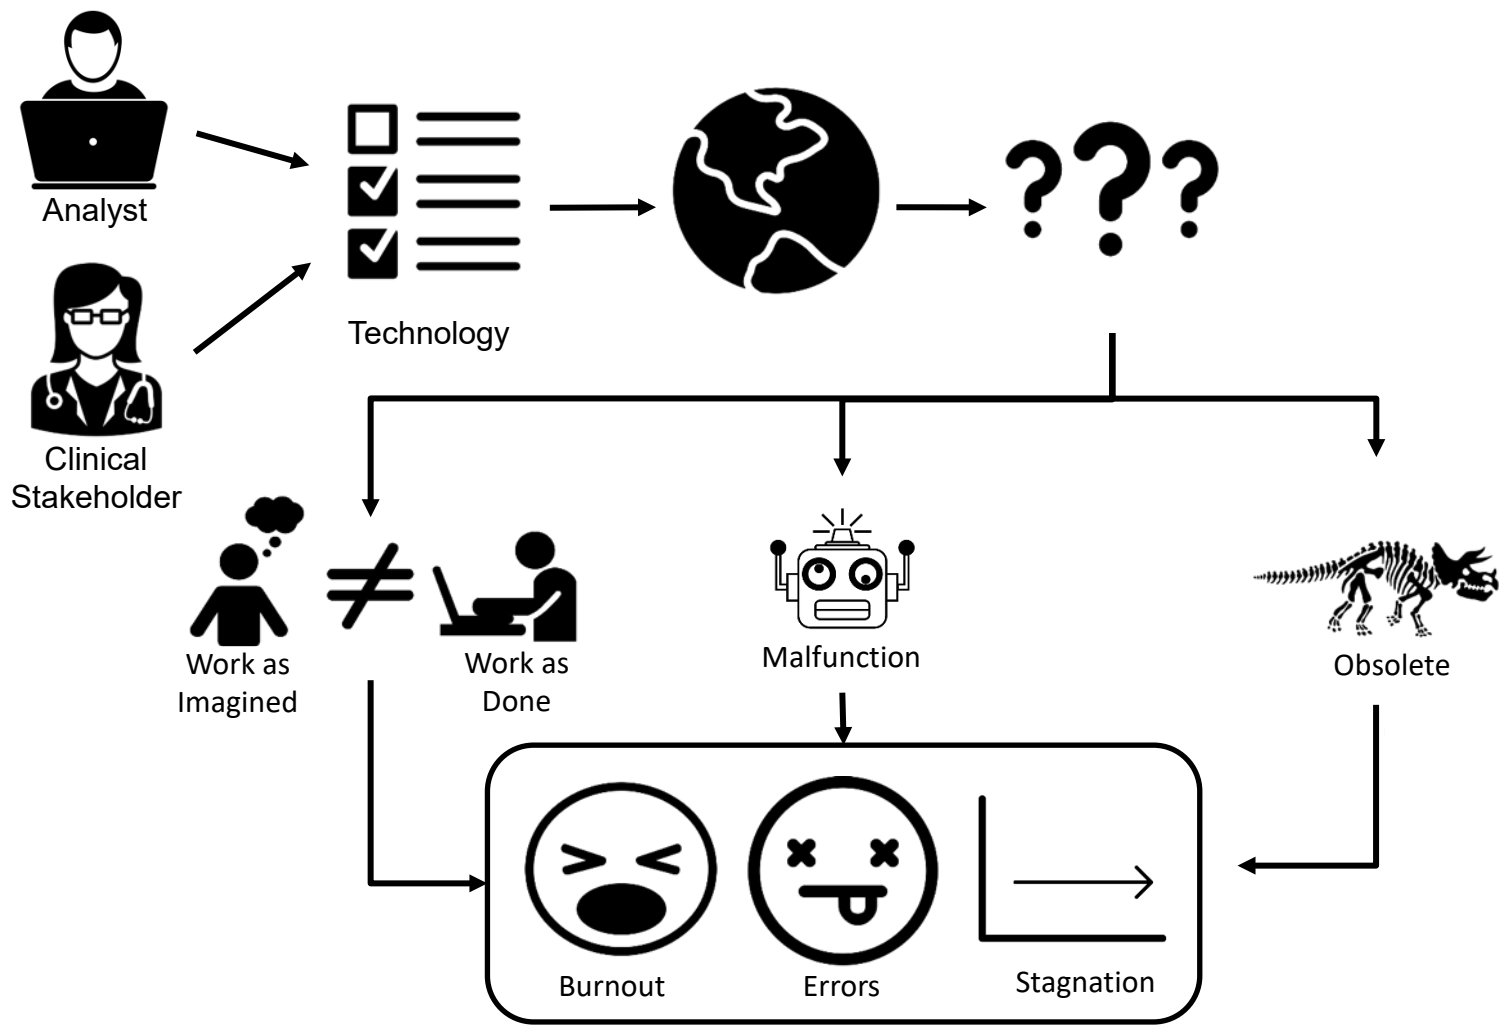 Analyst
Technology
Clinical
Stakeholder
Work as
Imagined
Work as
Done
Malfunction
Obsolete
Burnout
Errors
Stagnation